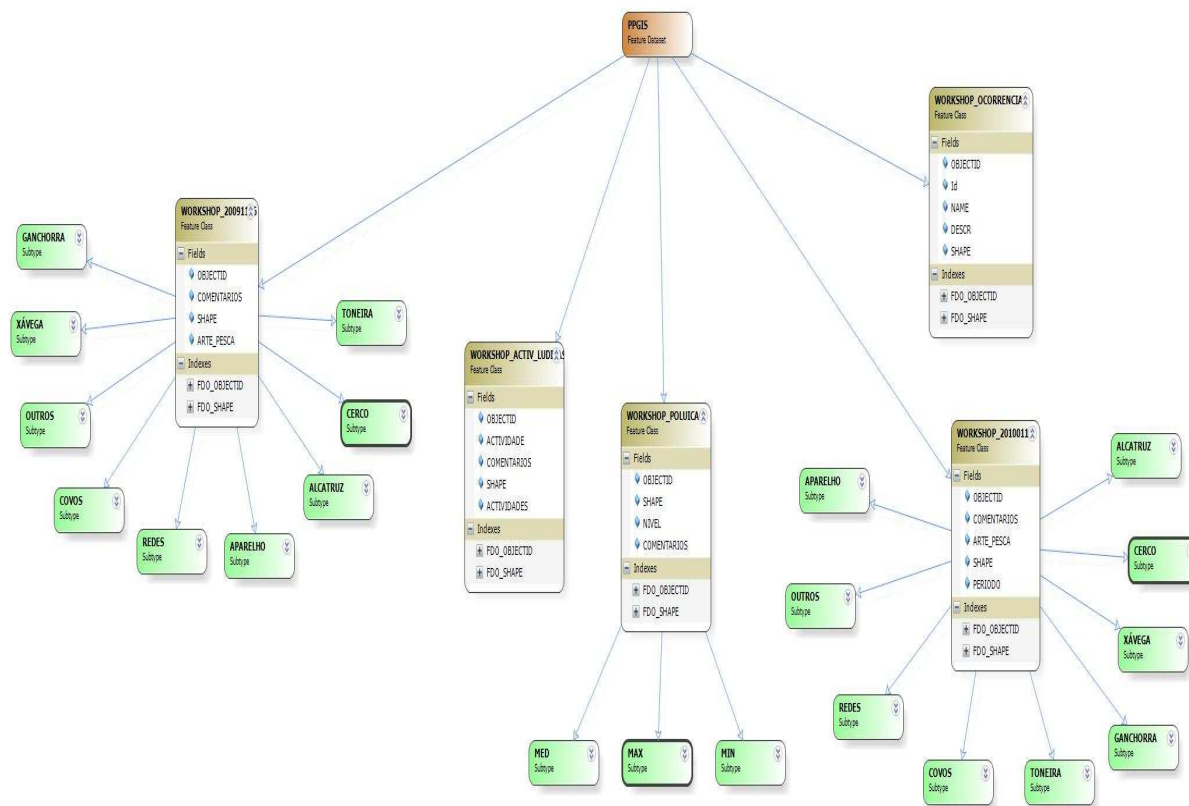 PPGIS
Feature Dataset
WORKSHOP_OCORRENCIA
Feature Class
Fields
OBJECTID
Id
NAME
DESCR
SHAPE
Indexes
FDO_OBJECTID
FDO_SHAPE
Feature Class
Fields
OBJECTID
COMENTARIOS
SHAPE
ARTE_PESCA
Indexes
FDO_OBJECTID
FDO_SHAPE
GANCHORRA
Subtype
XÁVEGA
Subtype
OUTROS
Subtype
COVOS
Subtype
REDES
Subtype
APARELHO
Subtype
ALCATRUZ
Subtype
CERCO
Subtype
TONEIRA
Subtype
Feature Class
Fields
OBJECTID
ACTIVIDADE
COMENTARIOS
SHAPE
ACTIVIDADES
Indexes
FDO_OBJECTID
FDO_SHAPE
WORKSHOP_POLUICA
Feature Class
Fields
OBJECTID
SHAPE
NIVEL
COMENTARIOS
Indexes
FDO_OBJECTID
FDO_SHAPE
MED
Subtype
MAX
Subtype
MIN
Subtype
WORKSHOP_2010011
Feature Class
Fields
OBJECTID
COMENTARIOS
ARTE_PESCA
SHAPE
PERIODO
Indexes
FDO_OBJECTID
FDO_SHAPE
APARELHO
Subtype
OUTROS
Subtype
REDES
Subtype
COVOS
Subtype
TONEIRA
Subtype
GANCHORRA
Subtype
XÁVEGA
Subtype
CERCO
Subtype
ALCATRUZ
Subtype